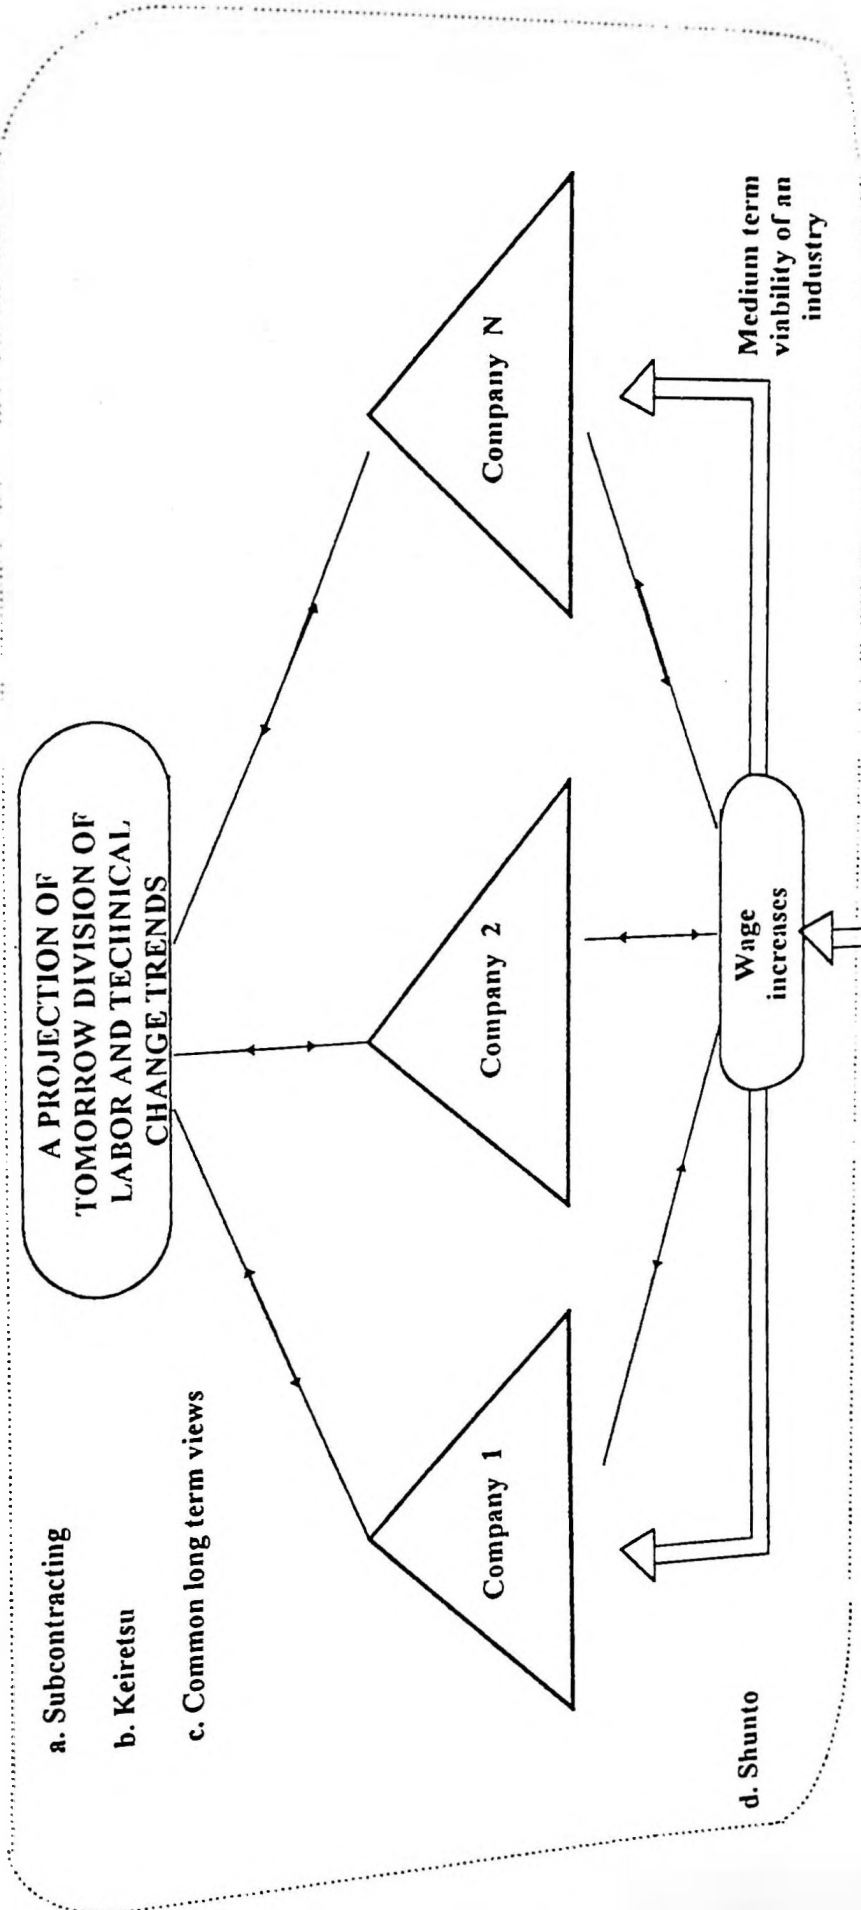 a. Subcontracting
b. Keiretsu
c. Common long term views
A PROJECTION OF
TOMORROW DIVISION OF
LABOR AND TECHNICAL
CHANGE TRENDS
Company 1
Company 2
Company N
d. Shunto
Wage
increases
Medium term
viability of an
industry